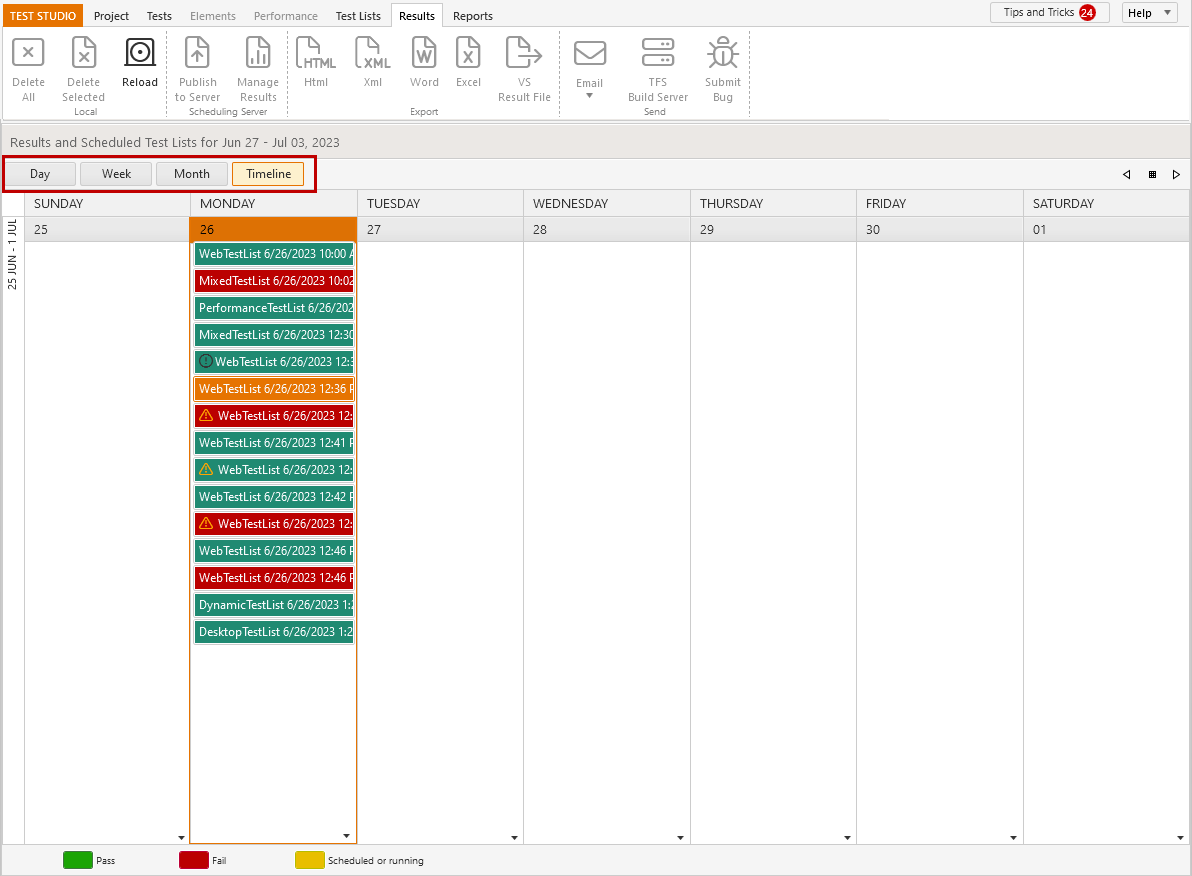 TEST STUDIO Project Tests Elements Performance Test Lists Results Reports Tips and Tricks 24 Help
Delete All
Delete Selected
Reload
Local
Publish to Server
Manage Results
Scheduling Server
HTML Html
XML Xml
Word
Excel
VS Result File
Export
Email
TFS Build Server
Submit Bug
Send
Results and Scheduled Test Lists for Jun 27 - Jul 03, 2023
Day Week Month Timeline
SUNDAY MONDAY TUESDAY WEDNESDAY THURSDAY FRIDAY SATURDAY
25 JUN - 1 JUL
25 26 27 28 29 30 01
WebTestList 6/26/2023 10:00 A
MixedTestList 6/26/2023 10:02
PerformanceTestList 6/26/202
MixedTestList 6/26/2023 12:30
WebTestList 6/26/2023 12:3
WebTestList 6/26/2023 12:36 P
WebTestList 6/26/2023 12:
WebTestList 6/26/2023 12:41 P
WebTestList 6/26/2023 12:
WebTestList 6/26/2023 12:42 P
WebTestList 6/26/2023 12:
WebTestList 6/26/2023 12:46 P
WebTestList 6/26/2023 12:46 P
DynamicTestList 6/26/2023 1:2
DesktopTestList 6/26/2023 1:2
Pass Fail Scheduled or running